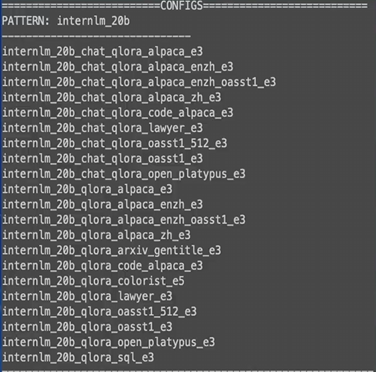 ==========================CONFIGS===========================
PATTERN: internlm_20b
-------------------------------
internlm_20b_chat_qlora_alpaca_e3
internlm_20b_chat_qlora_alpaca_enzh_e3
internlm_20b_chat_qlora_alpaca_enzh_oasst1_e3
internlm_20b_chat_qlora_alpaca_zh_e3
internlm_20b_chat_qlora_code_alpaca_e3
internlm_20b_chat_qlora_lawyer_e3
internlm_20b_chat_qlora_oasst1_512_e3
internlm_20b_chat_qlora_oasst1_e3
internlm_20b_chat_qlora_open_platypus_e3
internlm_20b_qlora_alpaca_e3
internlm_20b_qlora_alpaca_enzh_e3
internlm_20b_qlora_alpaca_enzh_oasst1_e3
internlm_20b_qlora_alpaca_zh_e3
internlm_20b_qlora_arxiv_gentitle_e3
internlm_20b_qlora_code_alpaca_e3
internlm_20b_qlora_colorist_e5
internlm_20b_qlora_lawyer_e3
internlm_20b_qlora_oasst1_512_e3
internlm_20b_qlora_oasst1_e3
internlm_20b_qlora_open_platypus_e3
internlm_20b_qlora_sql_e3